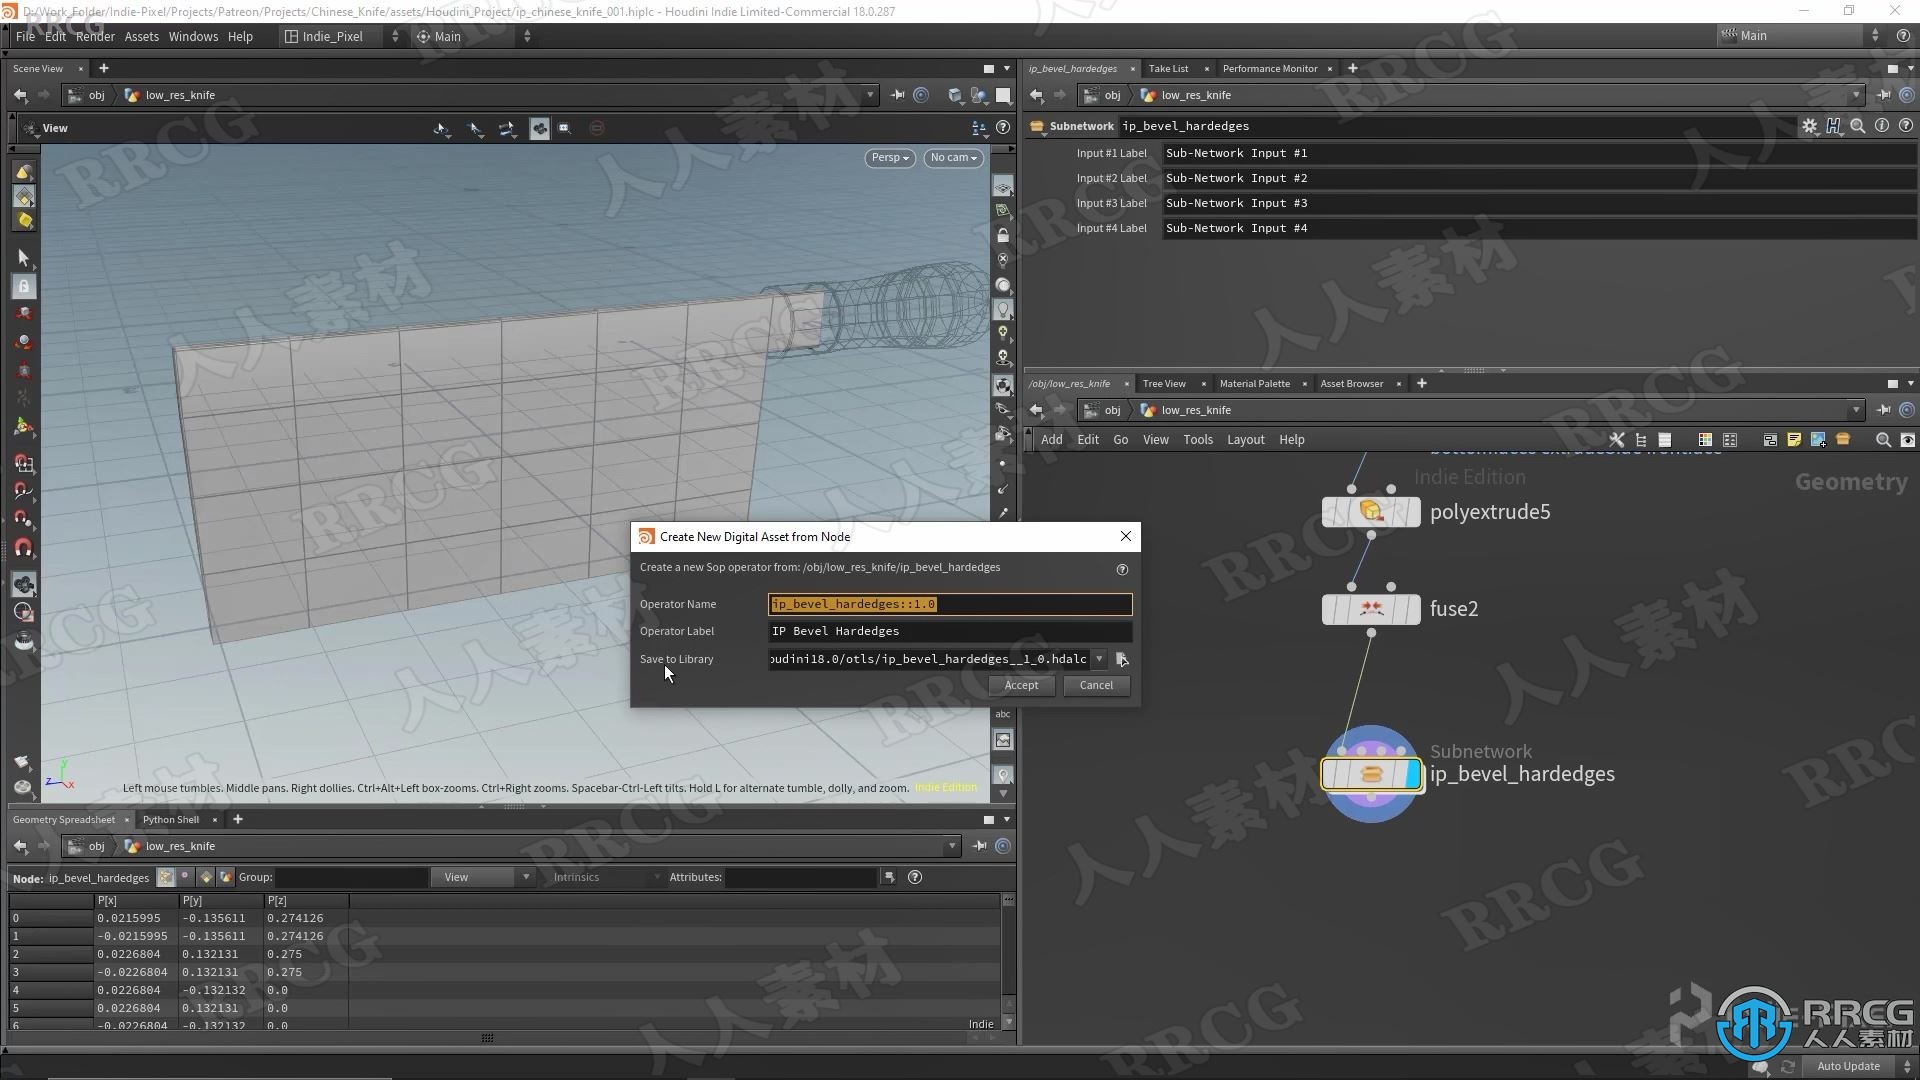 D:/Work_Folder/Indie-Pixel/Projects/Patreon/Projects/Chinese_Knife/assets/Houdini_Project/ip_chinese_knife_001.hiplc - Houdini Indie Limited-Commercial 18.0.287
File Edit Render Assets Windows Help Indie_Pixel Main
Main
Scene View
obj low_res_knife
View
Persp No cam
Left mouse tumbles. Middle pans. Right dollies. Ctrl+Alt+Left box-zooms. Ctrl+Right zooms. Spacebar-Ctrl-Left tilts. Hold L for alternate tumble, dolly, and zoom. Indie Edition
z y x
abc
ip_bevel_hardedges Take List Performance Monitor
obj low_res_knife
Subnetwork ip_bevel_hardedges
Input #1 Label Sub-Network Input #1
Input #2 Label Sub-Network Input #2
Input #3 Label Sub-Network Input #3
Input #4 Label Sub-Network Input #4
/obj/low_res_knife Tree View Material Palette Asset Browser
obj low_res_knife
Add Edit Go View Tools Layout Help
Indie Edition
Geometry
polyextrude5
fuse2
Subnetwork
ip_bevel_hardedges
Create New Digital Asset from Node
Create a new Sop operator from: /obj/low_res_knife/ip_bevel_hardedges
Operator Name ip_bevel_hardedges::1.0
Operator Label IP Bevel Hardedges
Save to Library oudini18.0/otls/ip_bevel_hardedges__1_0.hdalc
Accept Cancel
Geometry Spreadsheet Python Shell
obj low_res_knife
Node: ip_bevel_hardedges Group: View Intrinsics Attributes:
P[x] P[y] P[z]
0 0.0215995 -0.135611 0.274126
1 -0.0215995 -0.135611 0.274126
2 0.0226804 0.132131 0.275
3 -0.0226804 0.132131 0.275
4 0.0226804 -0.132132 0.0
5 0.0226804 0.132131 0.0
6 -0.0226804 -0.132132 0.0
Indie
Auto Update
RRCG
人人素材